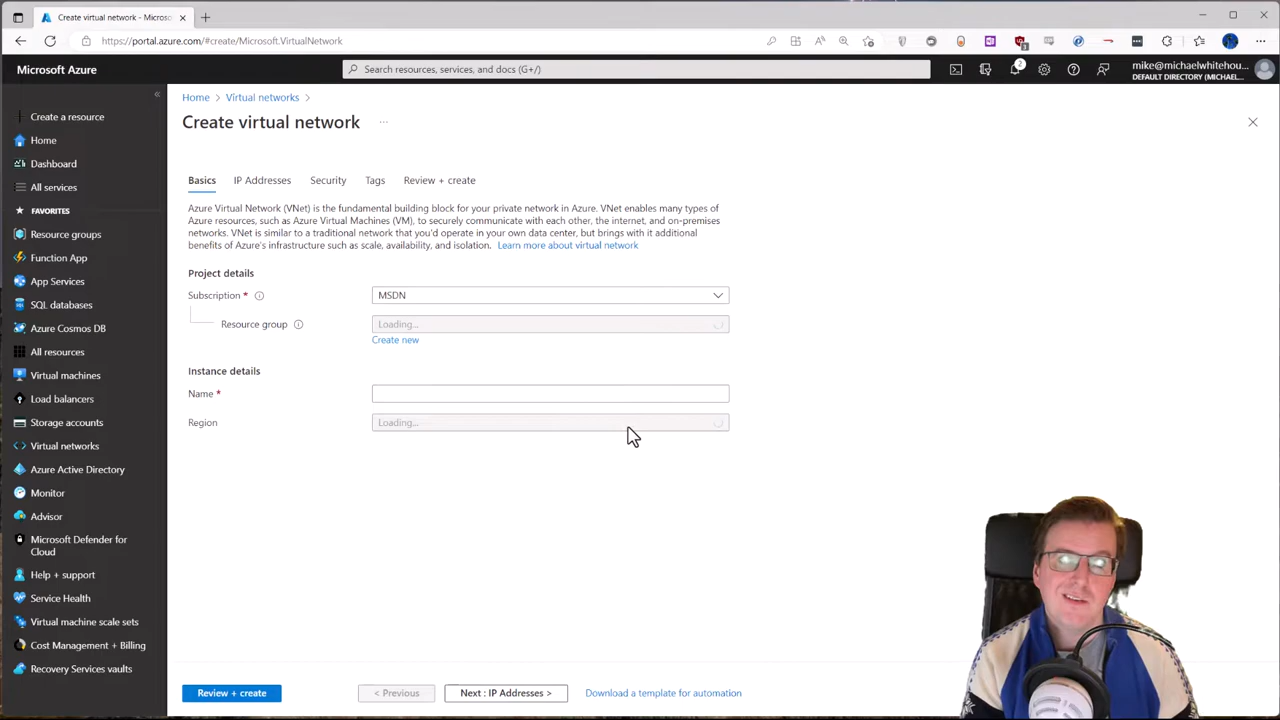 Create virtual network - Microso
https://portal.azure.com/#create/Microsoft.VirtualNetwork
Microsoft Azure
Search resources, services, and docs (G+/)
2
mike@michaelwhitehou...
DEFAULT DIRECTORY (MICHAEL....
Create a resource
Home
Dashboard
All services
FAVORITES
Resource groups
Function App
App Services
SQL databases
Azure Cosmos DB
All resources
Virtual machines
Load balancers
Storage accounts
Virtual networks
Azure Active Directory
Monitor
Advisor
Microsoft Defender for
Cloud
Help + support
Service Health
Virtual machine scale sets
Cost Management + Billing
Recovery Services vaults
Home > Virtual networks >
Create virtual network ...
Basics IP Addresses Security Tags Review + create
Azure Virtual Network (VNet) is the fundamental building block for your private network in Azure. VNet enables many types of
Azure resources, such as Azure Virtual Machines (VM), to securely communicate with each other, the internet, and on-premises
networks. VNet is similar to a traditional network that you'd operate in your own data center, but brings with it additional
benefits of Azure's infrastructure such as scale, availability, and isolation. Learn more about virtual network
Project details
Subscription * MSDN
Resource group Loading...
Create new
Instance details
Name *
Region Loading...
Review + create < Previous Next : IP Addresses > Download a template for automation